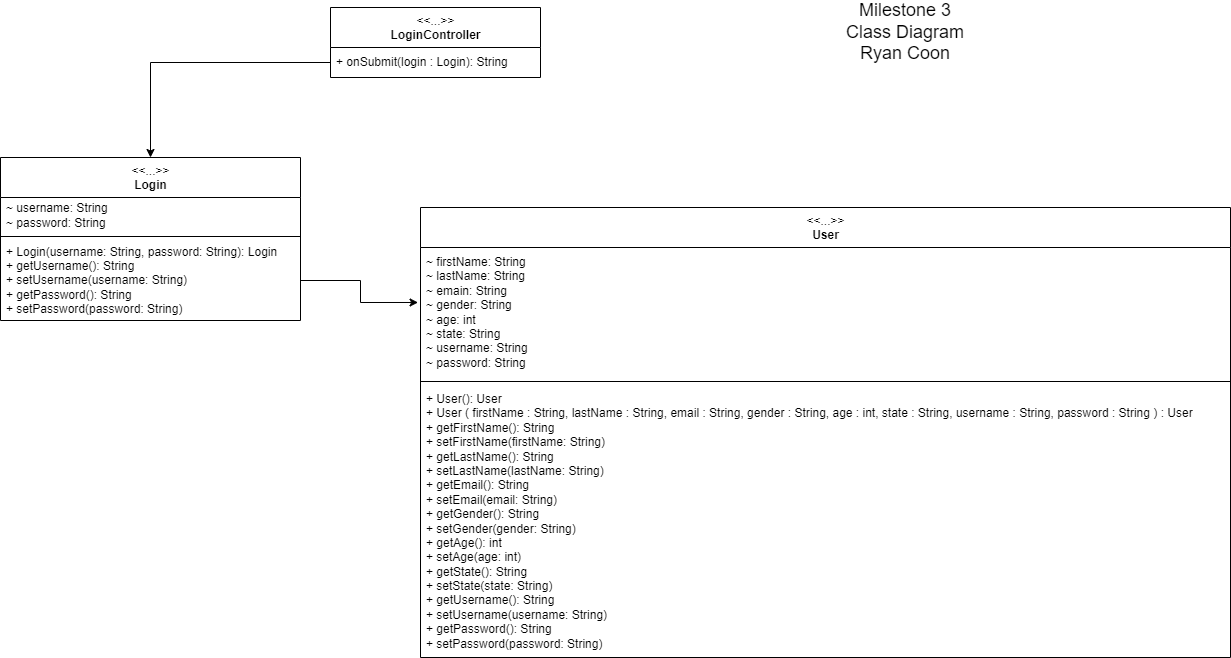 Milestone 3
Class Diagram
Ryan Coon
<<...>>
LoginController
+ onSubmit(login : Login): String
<<...>>
Login
~ username: String
~ password: String
+ Login(username: String, password: String): Login
+ getUsername(): String
+ setUsername(username: String)
+ getPassword(): String
+ setPassword(password: String)
<<...>>
User
~ firstName: String
~ lastName: String
~ emain: String
~ gender: String
~ age: int
~ state: String
~ username: String
~ password: String
+ User(): User
+ User ( firstName : String, lastName : String, email : String, gender : String, age : int, state : String, username : String, password : String ) : User
+ getFirstName(): String
+ setFirstName(firstName: String)
+ getLastName(): String
+ setLastName(lastName: String)
+ getEmail(): String
+ setEmail(email: String)
+ getGender(): String
+ setGender(gender: String)
+ getAge(): int
+ setAge(age: int)
+ getState(): String
+ setState(state: String)
+ getUsername(): String
+ setUsername(username: String)
+ getPassword(): String
+ setPassword(password: String)